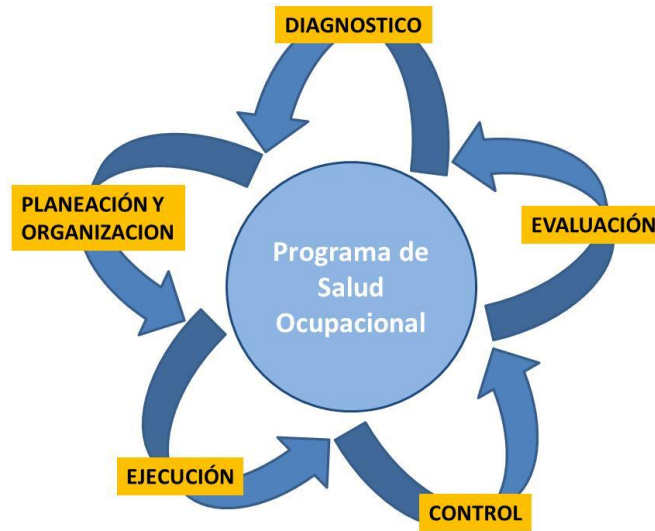 DIAGNOSTICO
PLANEACIÓN Y
ORGANIZACION
EVALUACIÓN
Programa de
Salud
Ocupacional
EJECUCIÓN
CONTROL